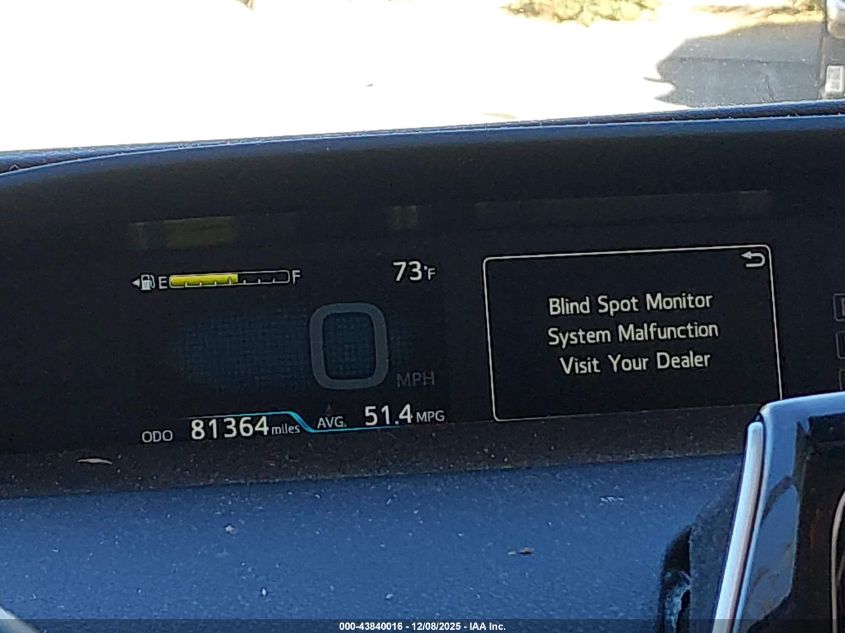 E F 73°F
0
MPH
ODO 81364 miles AVG. 51.4 MPG
Blind Spot Monitor
System Malfunction
Visit Your Dealer
000-43840016 - 12/08/2025 - IAA Inc.